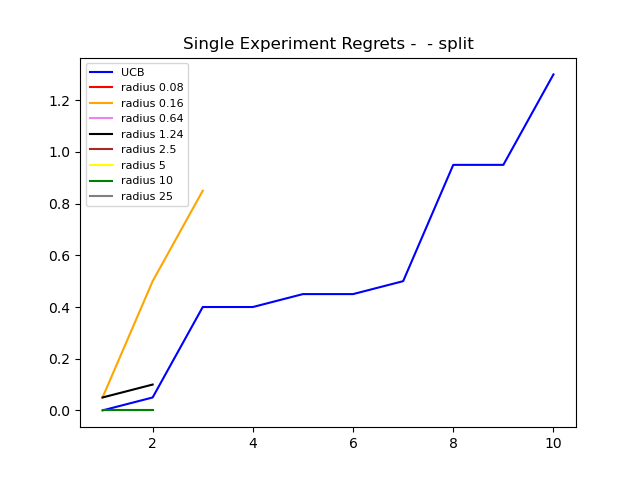 Single Experiment Regrets -  - split
UCB
radius 0.08
radius 0.16
radius 0.64
radius 1.24
radius 2.5
radius 5
radius 10
radius 25
1.2
1.0
0.8
0.6
0.4
0.2
0.0
2 4 6 8 10